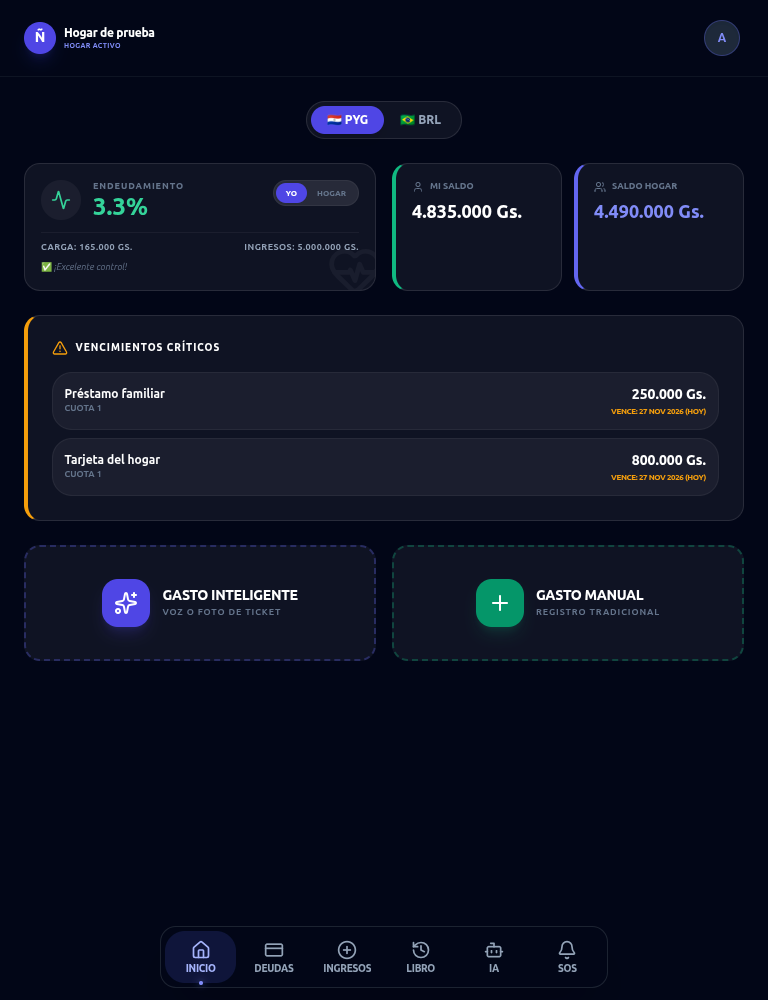 Ñ
Hogar de prueba
HOGAR ACTIVO
A
🇵🇾 PYG
🇧🇷 BRL
ENDEUDAMIENTO
3.3%
YO
HOGAR
CARGA: 165.000 GS.
INGRESOS: 5.000.000 GS.
✅ ¡Excelente control!
MI SALDO
4.835.000 Gs.
SALDO HOGAR
4.490.000 Gs.
VENCIMIENTOS CRÍTICOS
Préstamo familiar
CUOTA 1
250.000 Gs.
VENCE: 27 NOV 2026 (HOY)
Tarjeta del hogar
CUOTA 1
800.000 Gs.
VENCE: 27 NOV 2026 (HOY)
GASTO INTELIGENTE
VOZ O FOTO DE TICKET
GASTO MANUAL
REGISTRO TRADICIONAL
INICIO
DEUDAS
INGRESOS
LIBRO
IA
SOS